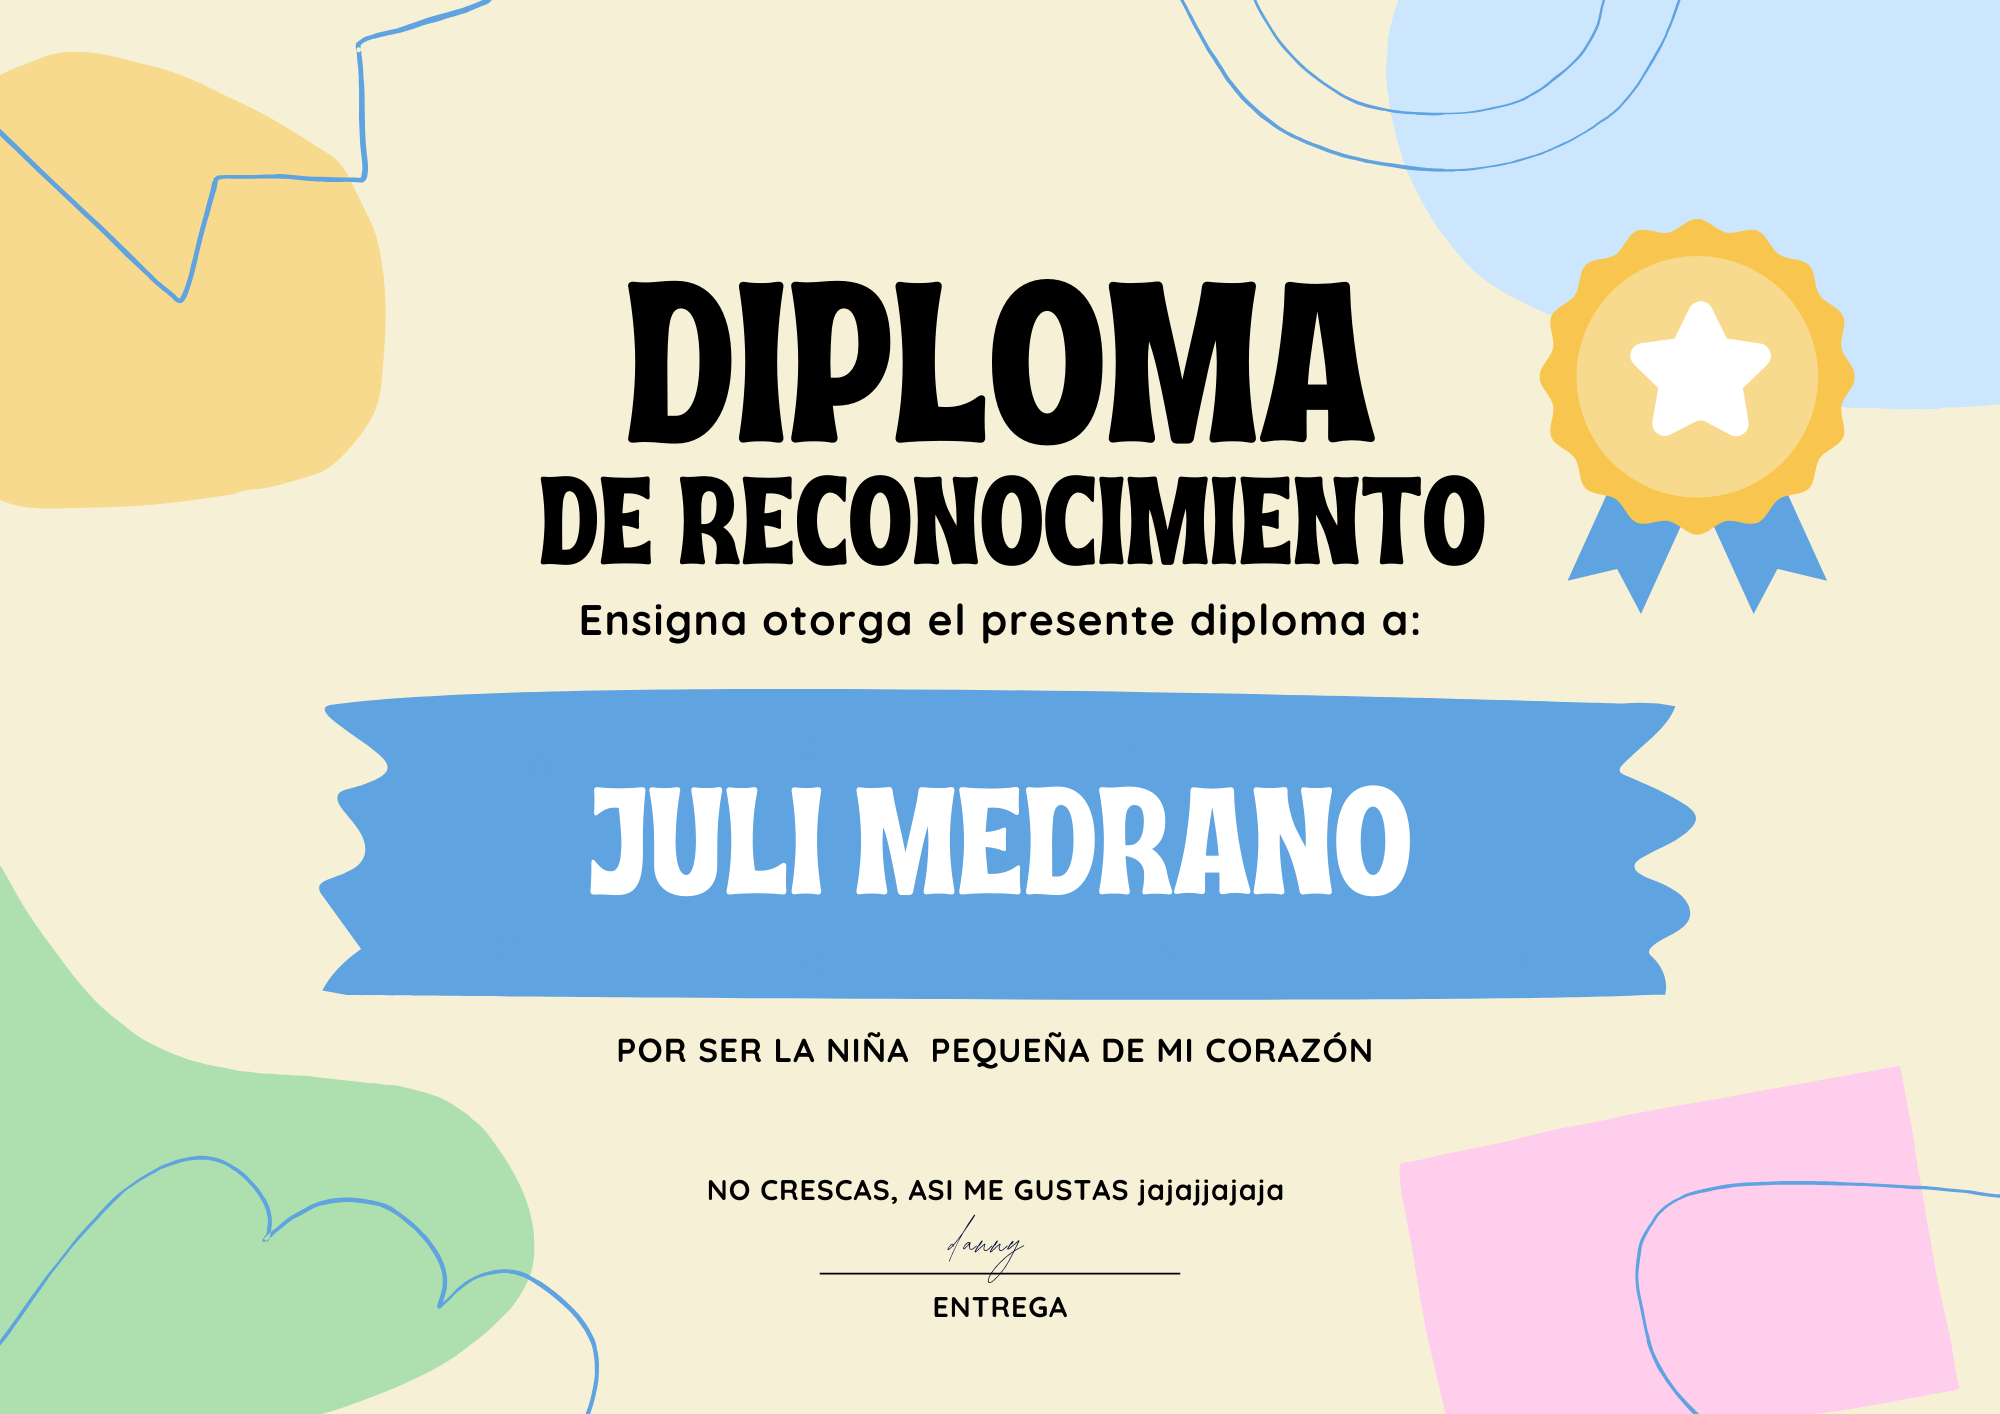 DIPLOMA
DE RECONOCIMIENTO
Ensigna otorga el presente diploma a:
JULI MEDRANO
POR SER LA NIÑA PEQUEÑA DE MI CORAZÓN
NO CRESCAS, ASI ME GUSTAS jajajjajaja
danny
ENTREGA